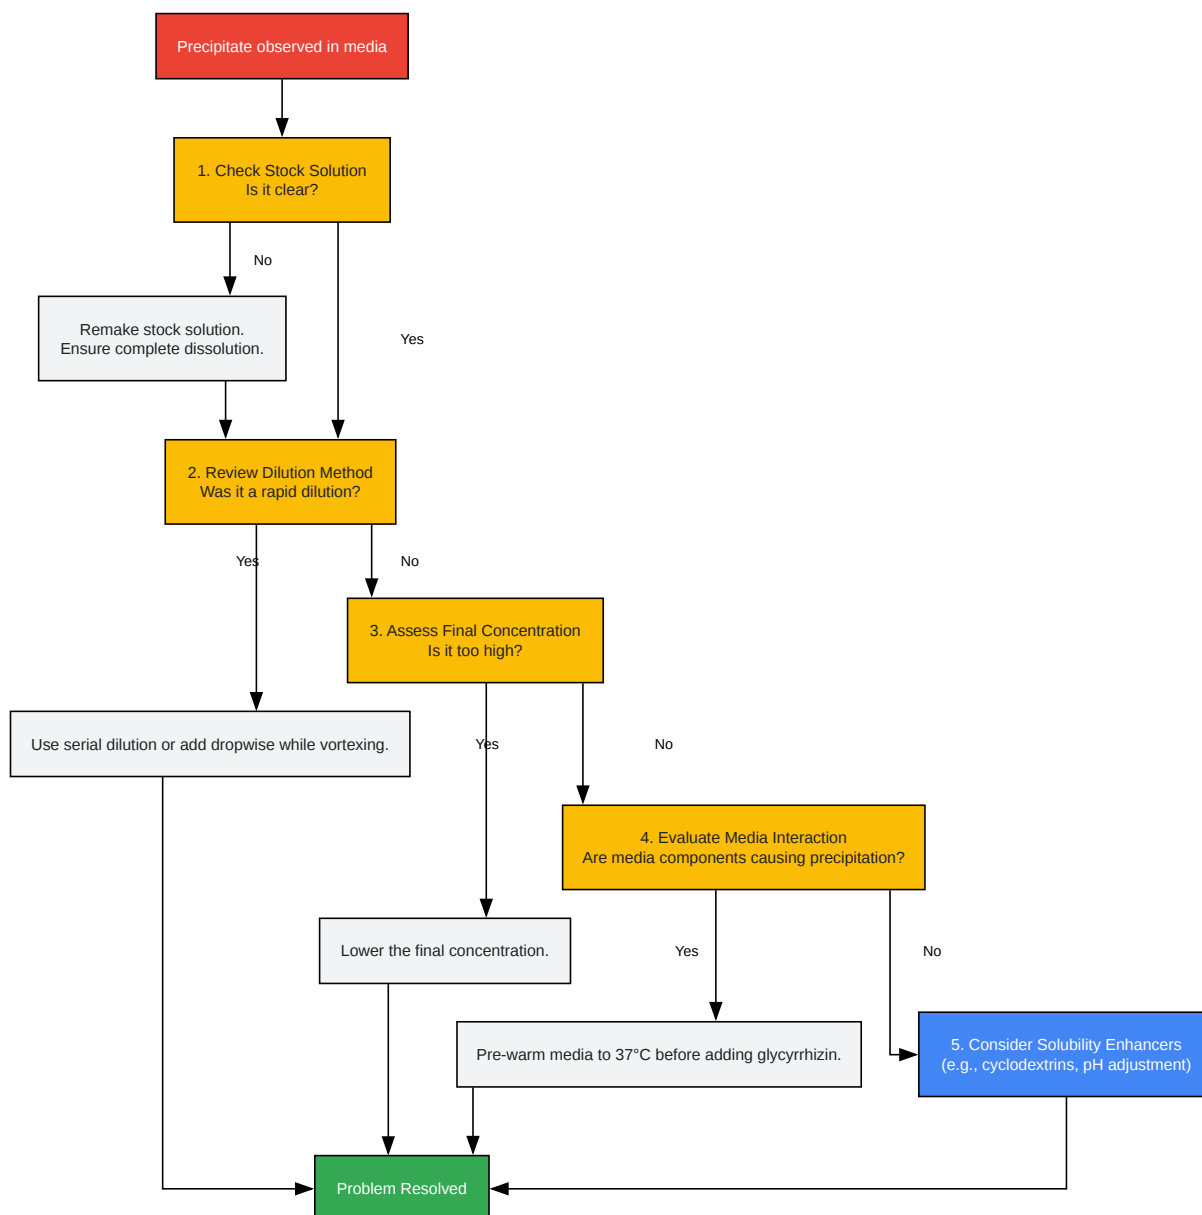 Precipitate observed in media
1. Check Stock Solution
Is it clear?
No
Remake stock solution.
Ensure complete dissolution.
Yes
2. Review Dilution Method
Was it a rapid dilution?
Yes
No
3. Assess Final Concentration
Is it too high?
Use serial dilution or add dropwise while vortexing.
Yes
No
4. Evaluate Media Interaction
Are media components causing precipitation?
Lower the final concentration.
Yes
No
Pre-warm media to 37°C before adding glycyrrhizin.
5. Consider Solubility Enhancers
(e.g., cyclodextrins, pH adjustment)
Problem Resolved